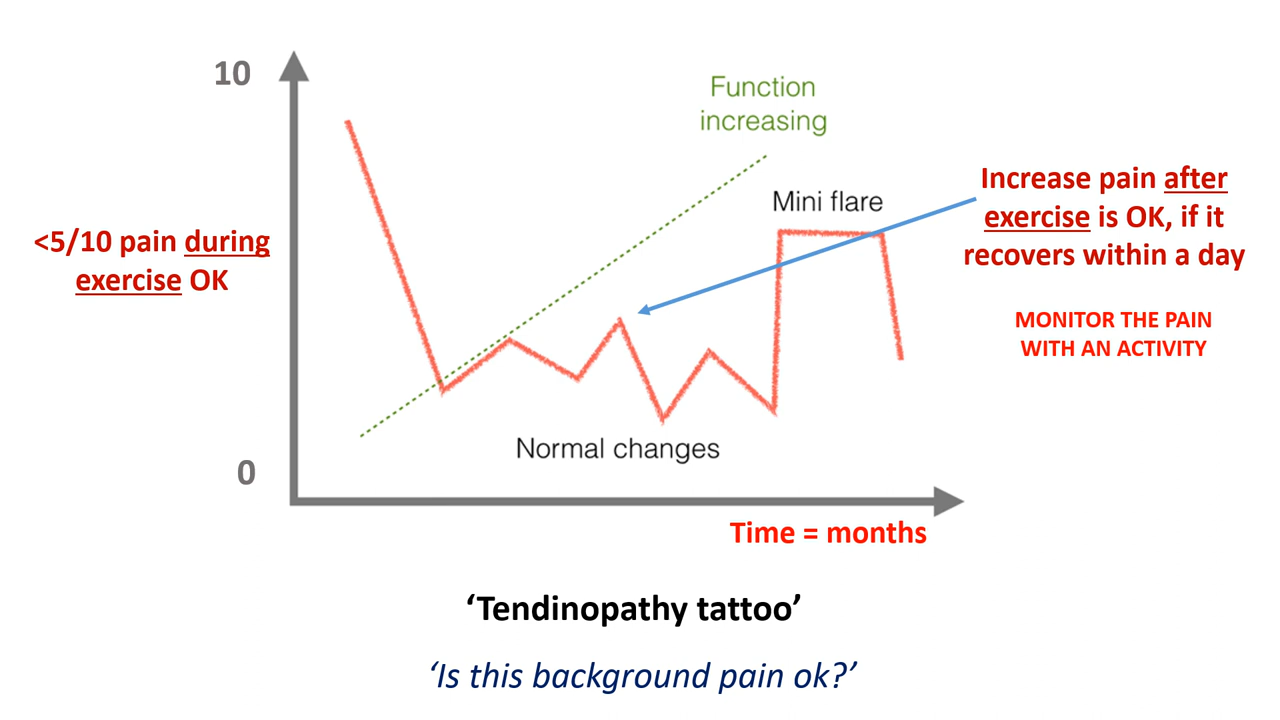 10
Function
increasing
Increase pain after
exercise is OK, if it
recovers within a day
Mini flare
<5/10 pain during
exercise OK
MONITOR THE PAIN
WITH AN ACTIVITY
Normal changes
0
Time = months
‘Tendinopathy tattoo’
‘Is this background pain ok?’